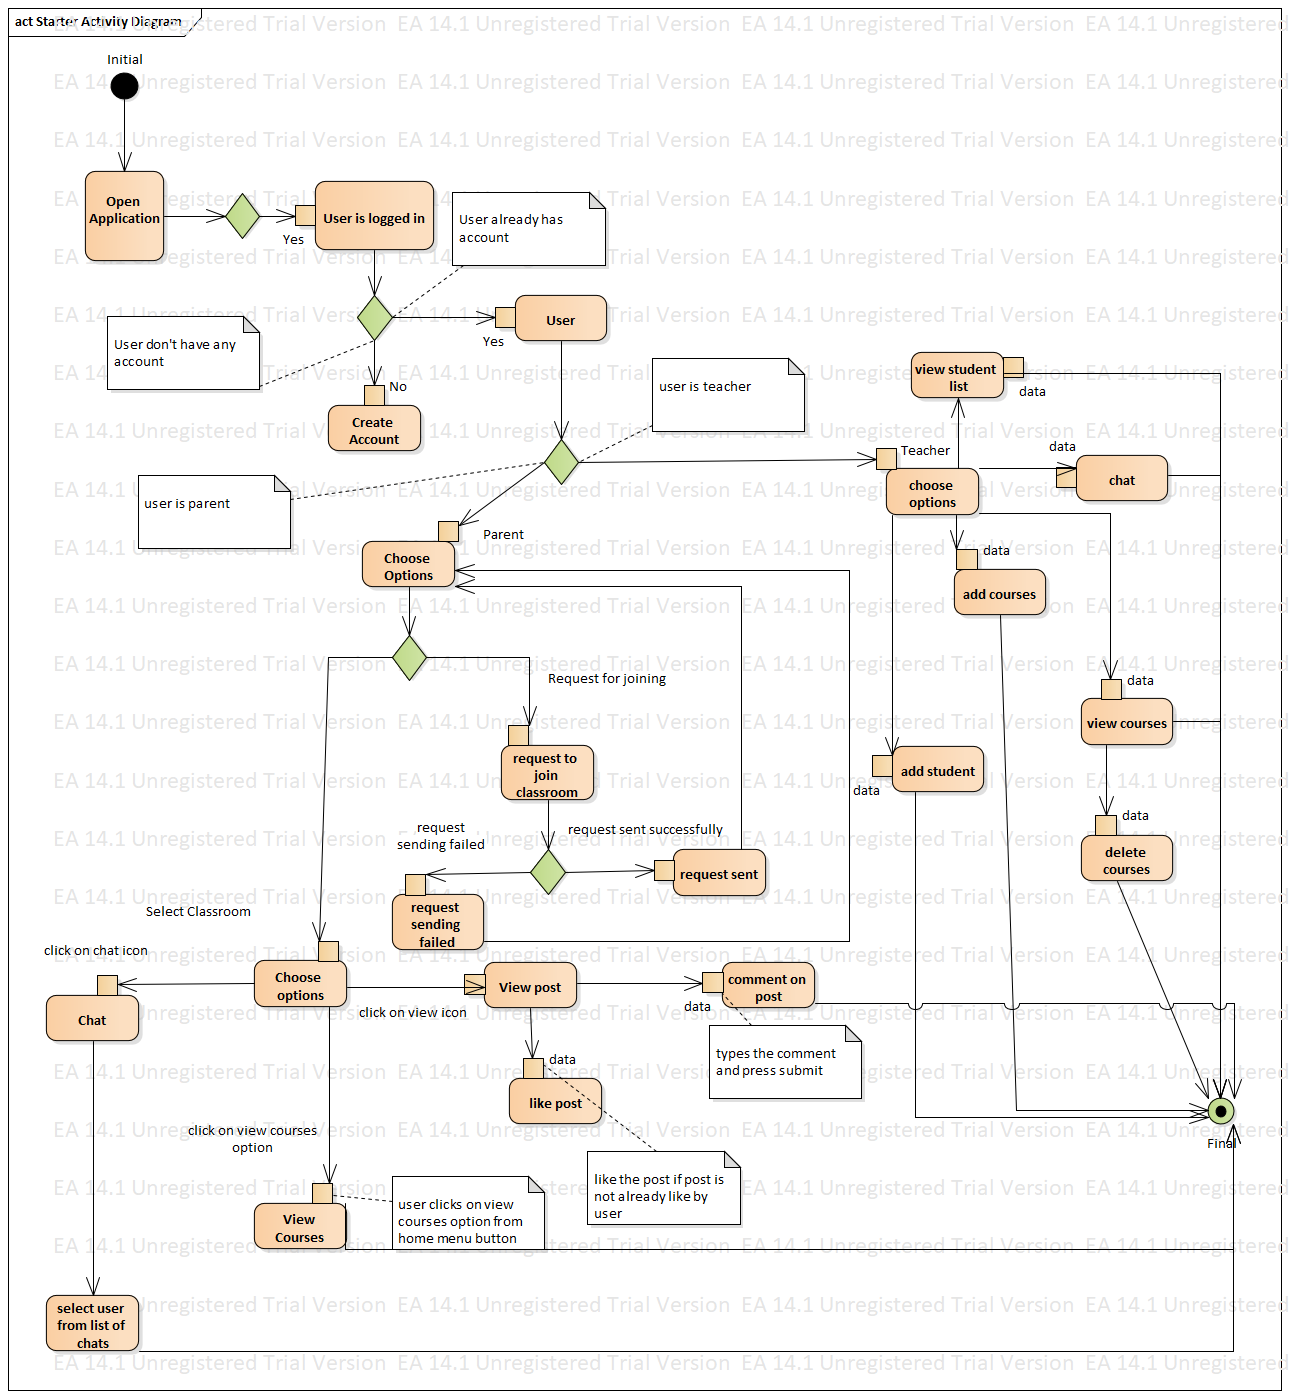 act Starter Activity Diagram
EA 14.1 Unregistered Trial Version
Initial
Open
Application
User is logged in
Yes
User already has
account
User don't have any
account
User
Yes
No
Create
Account
user is teacher
user is parent
view student
list
data
Teacher
choose
options
data
chat
Parent
Choose
Options
data
add courses
Request for joining
data
view courses
request to
join
classroom
add student
data
request
sending failed
request sent successfully
data
delete
courses
request sent
request
sending
failed
Select Classroom
click on chat icon
Choose
options
View post
comment on
post
click on view icon
data
Chat
types the comment
and press submit
data
like post
click on view courses
option
Final
like the post if post is
not already like by
user
View
Courses
user clicks on view
courses option from
home menu button
select user
from list of
chats